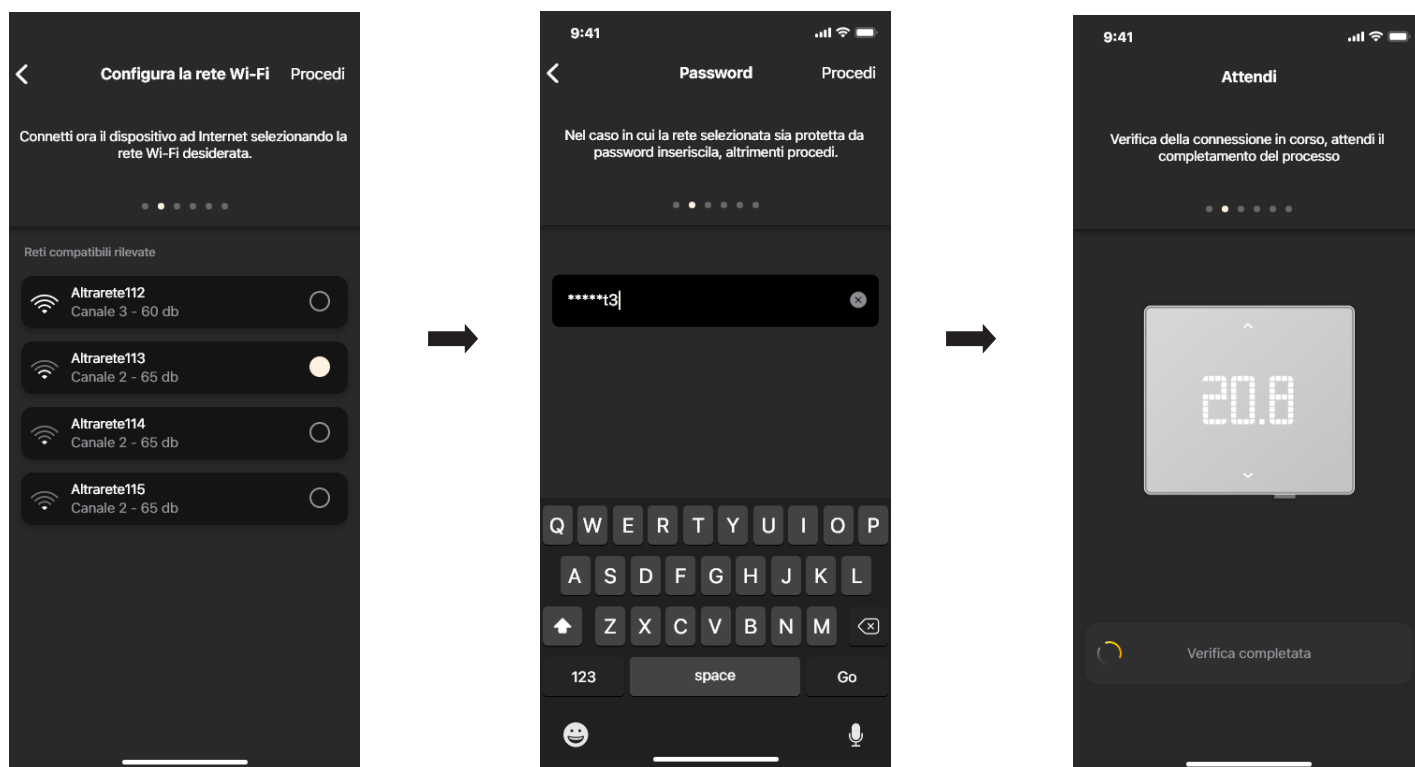 Configura la rete Wi-Fi Procedi
Connetti ora il dispositivo ad Internet selezionando la
rete Wi-Fi desiderata.
Reti compatibili rilevate
Altrarete112
Canale 3 - 60 db
Altrarete113
Canale 2 - 65 db
Altrarete114
Canale 2 - 65 db
Altrarete115
Canale 2 - 65 db
9:41
Password Procedi
Nel caso in cui la rete selezionata sia protetta da
password inseriscila, altrimenti procedi.
*****t3
Q W E R T Y U I O P
A S D F G H J K L
Z X C V B N M
123 space Go
9:41
Attendi
Verifica della connessione in corso, attendi il
completamento del processo
20.8
Verifica completata